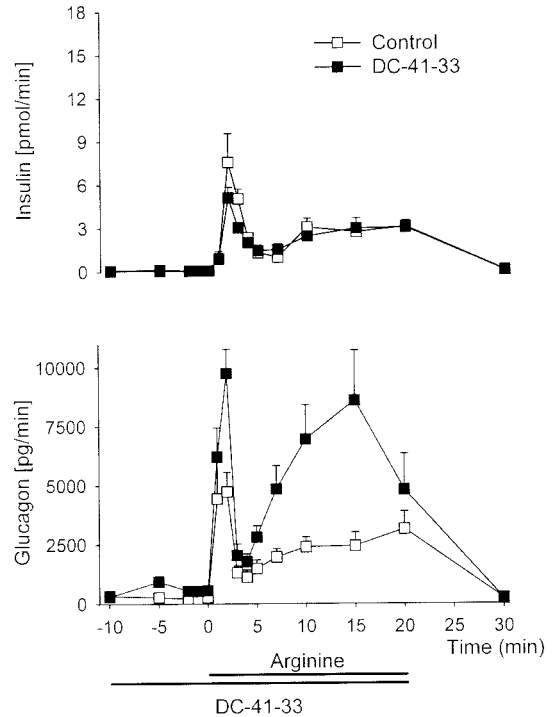 18
15
12
9
6
3
0
Insulin [pmol/min]
Control
DC-41-33
10000
7500
5000
2500
0
Glucagon [pg/min]
-10 -5 0 5 10 15 20 30
Time (min)
Arginine
DC-41-33